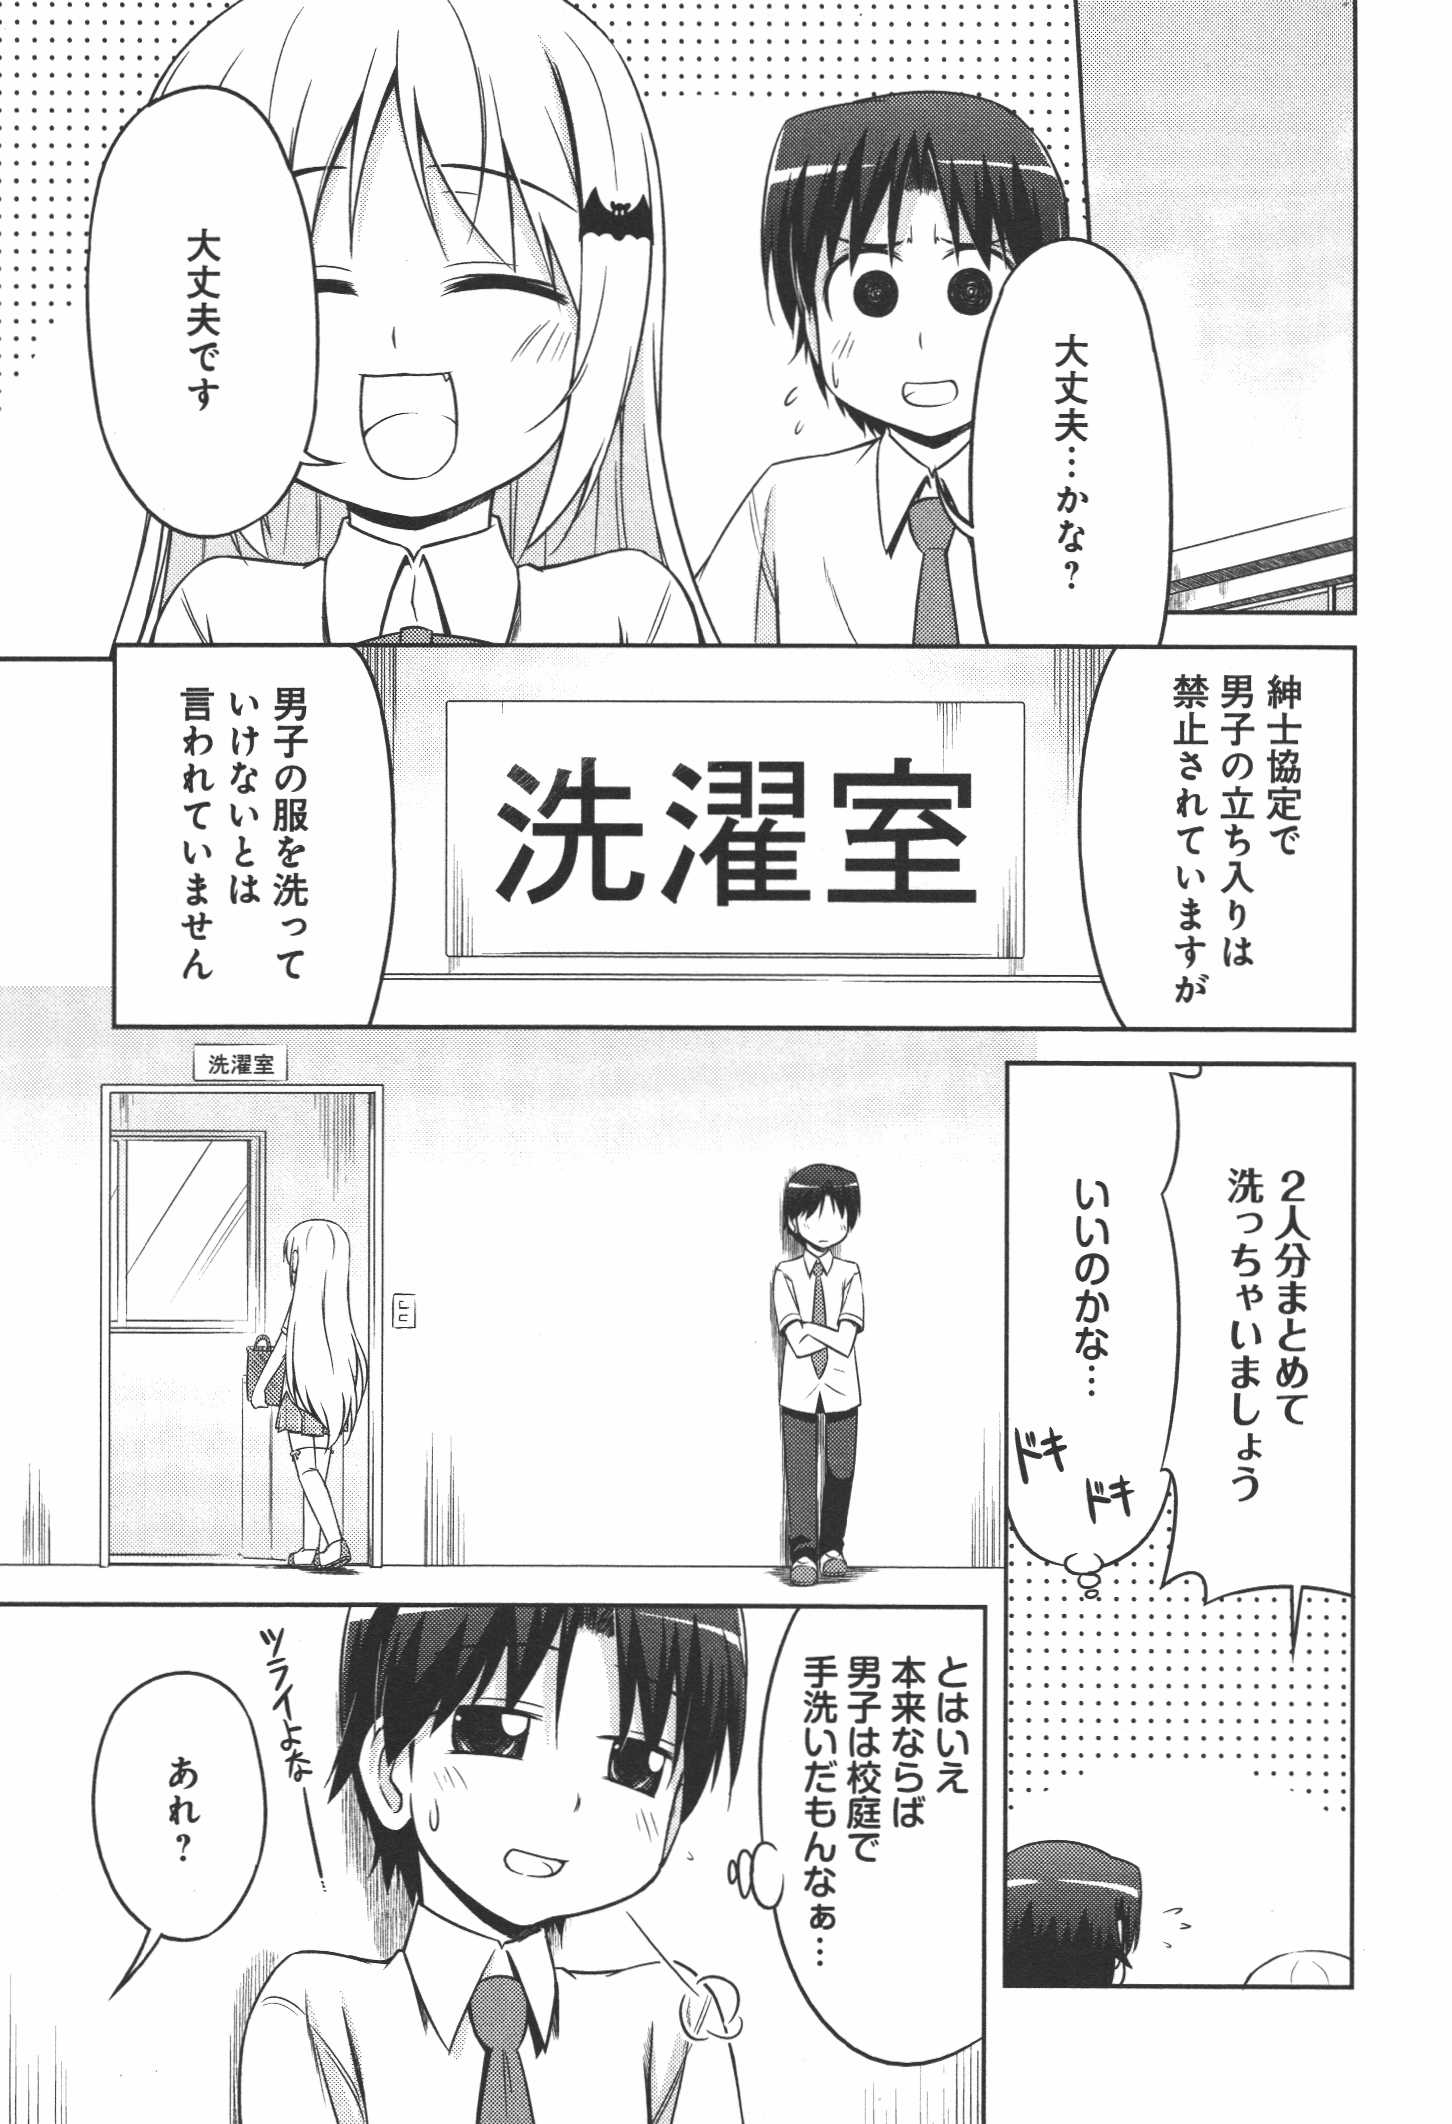 大丈夫…かな?
大丈夫です
紳士協定で
男子の立ち入りは
禁止されていますが
洗濯室
男子の服を洗って
いけないとは
言われていません
2人分まとめて
洗っちゃいましょう
いいのかな…
ドキ
ドキ
洗濯室
とはいえ
本来ならば
男子は校庭で
手洗いだもんなぁ…
ツライよな―…
あれ?